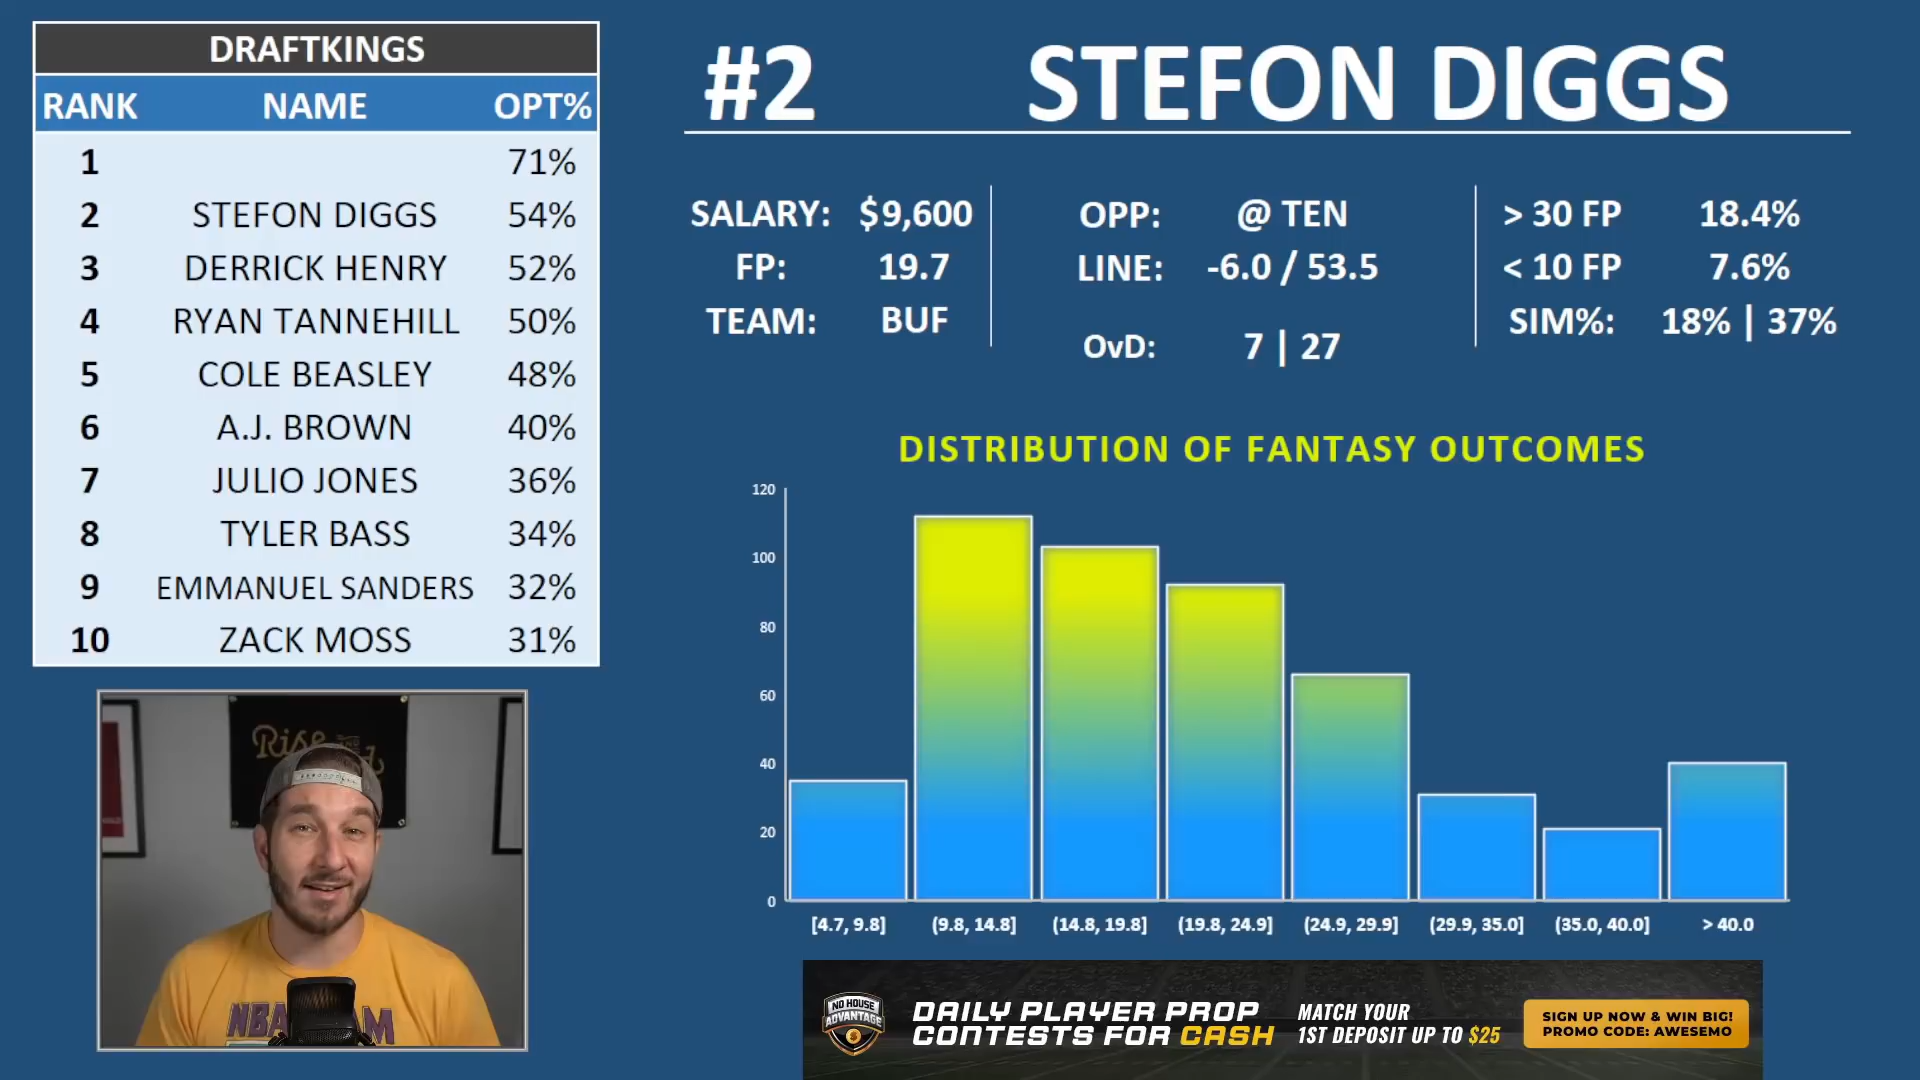 DRAFTKINGS
RANK NAME OPT%
1 71%
2 STEFON DIGGS 54%
3 DERRICK HENRY 52%
4 RYAN TANNEHILL 50%
5 COLE BEASLEY 48%
6 A.J. BROWN 40%
7 JULIO JONES 36%
8 TYLER BASS 34%
9 EMMANUEL SANDERS 32%
10 ZACK MOSS 31%
#2 STEFON DIGGS
SALARY: $9,600
FP: 19.7
TEAM: BUF
OPP: @ TEN
LINE: -6.0 / 53.5
OvD: 7 | 27
> 30 FP 18.4%
< 10 FP 7.6%
SIM%: 18% | 37%
DISTRIBUTION OF FANTASY OUTCOMES
120
100
80
60
40
20
0
[4.7, 9.8] (9.8, 14.8] (14.8, 19.8] (19.8, 24.9] (24.9, 29.9] (29.9, 35.0] (35.0, 40.0] > 40.0
Rise
NBA
NO HOUSE
ADVANTAGE
DAILY PLAYER PROP
CONTESTS FOR CASH
MATCH YOUR
1ST DEPOSIT UP TO $25
SIGN UP NOW & WIN BIG!
PROMO CODE: AWESEMO